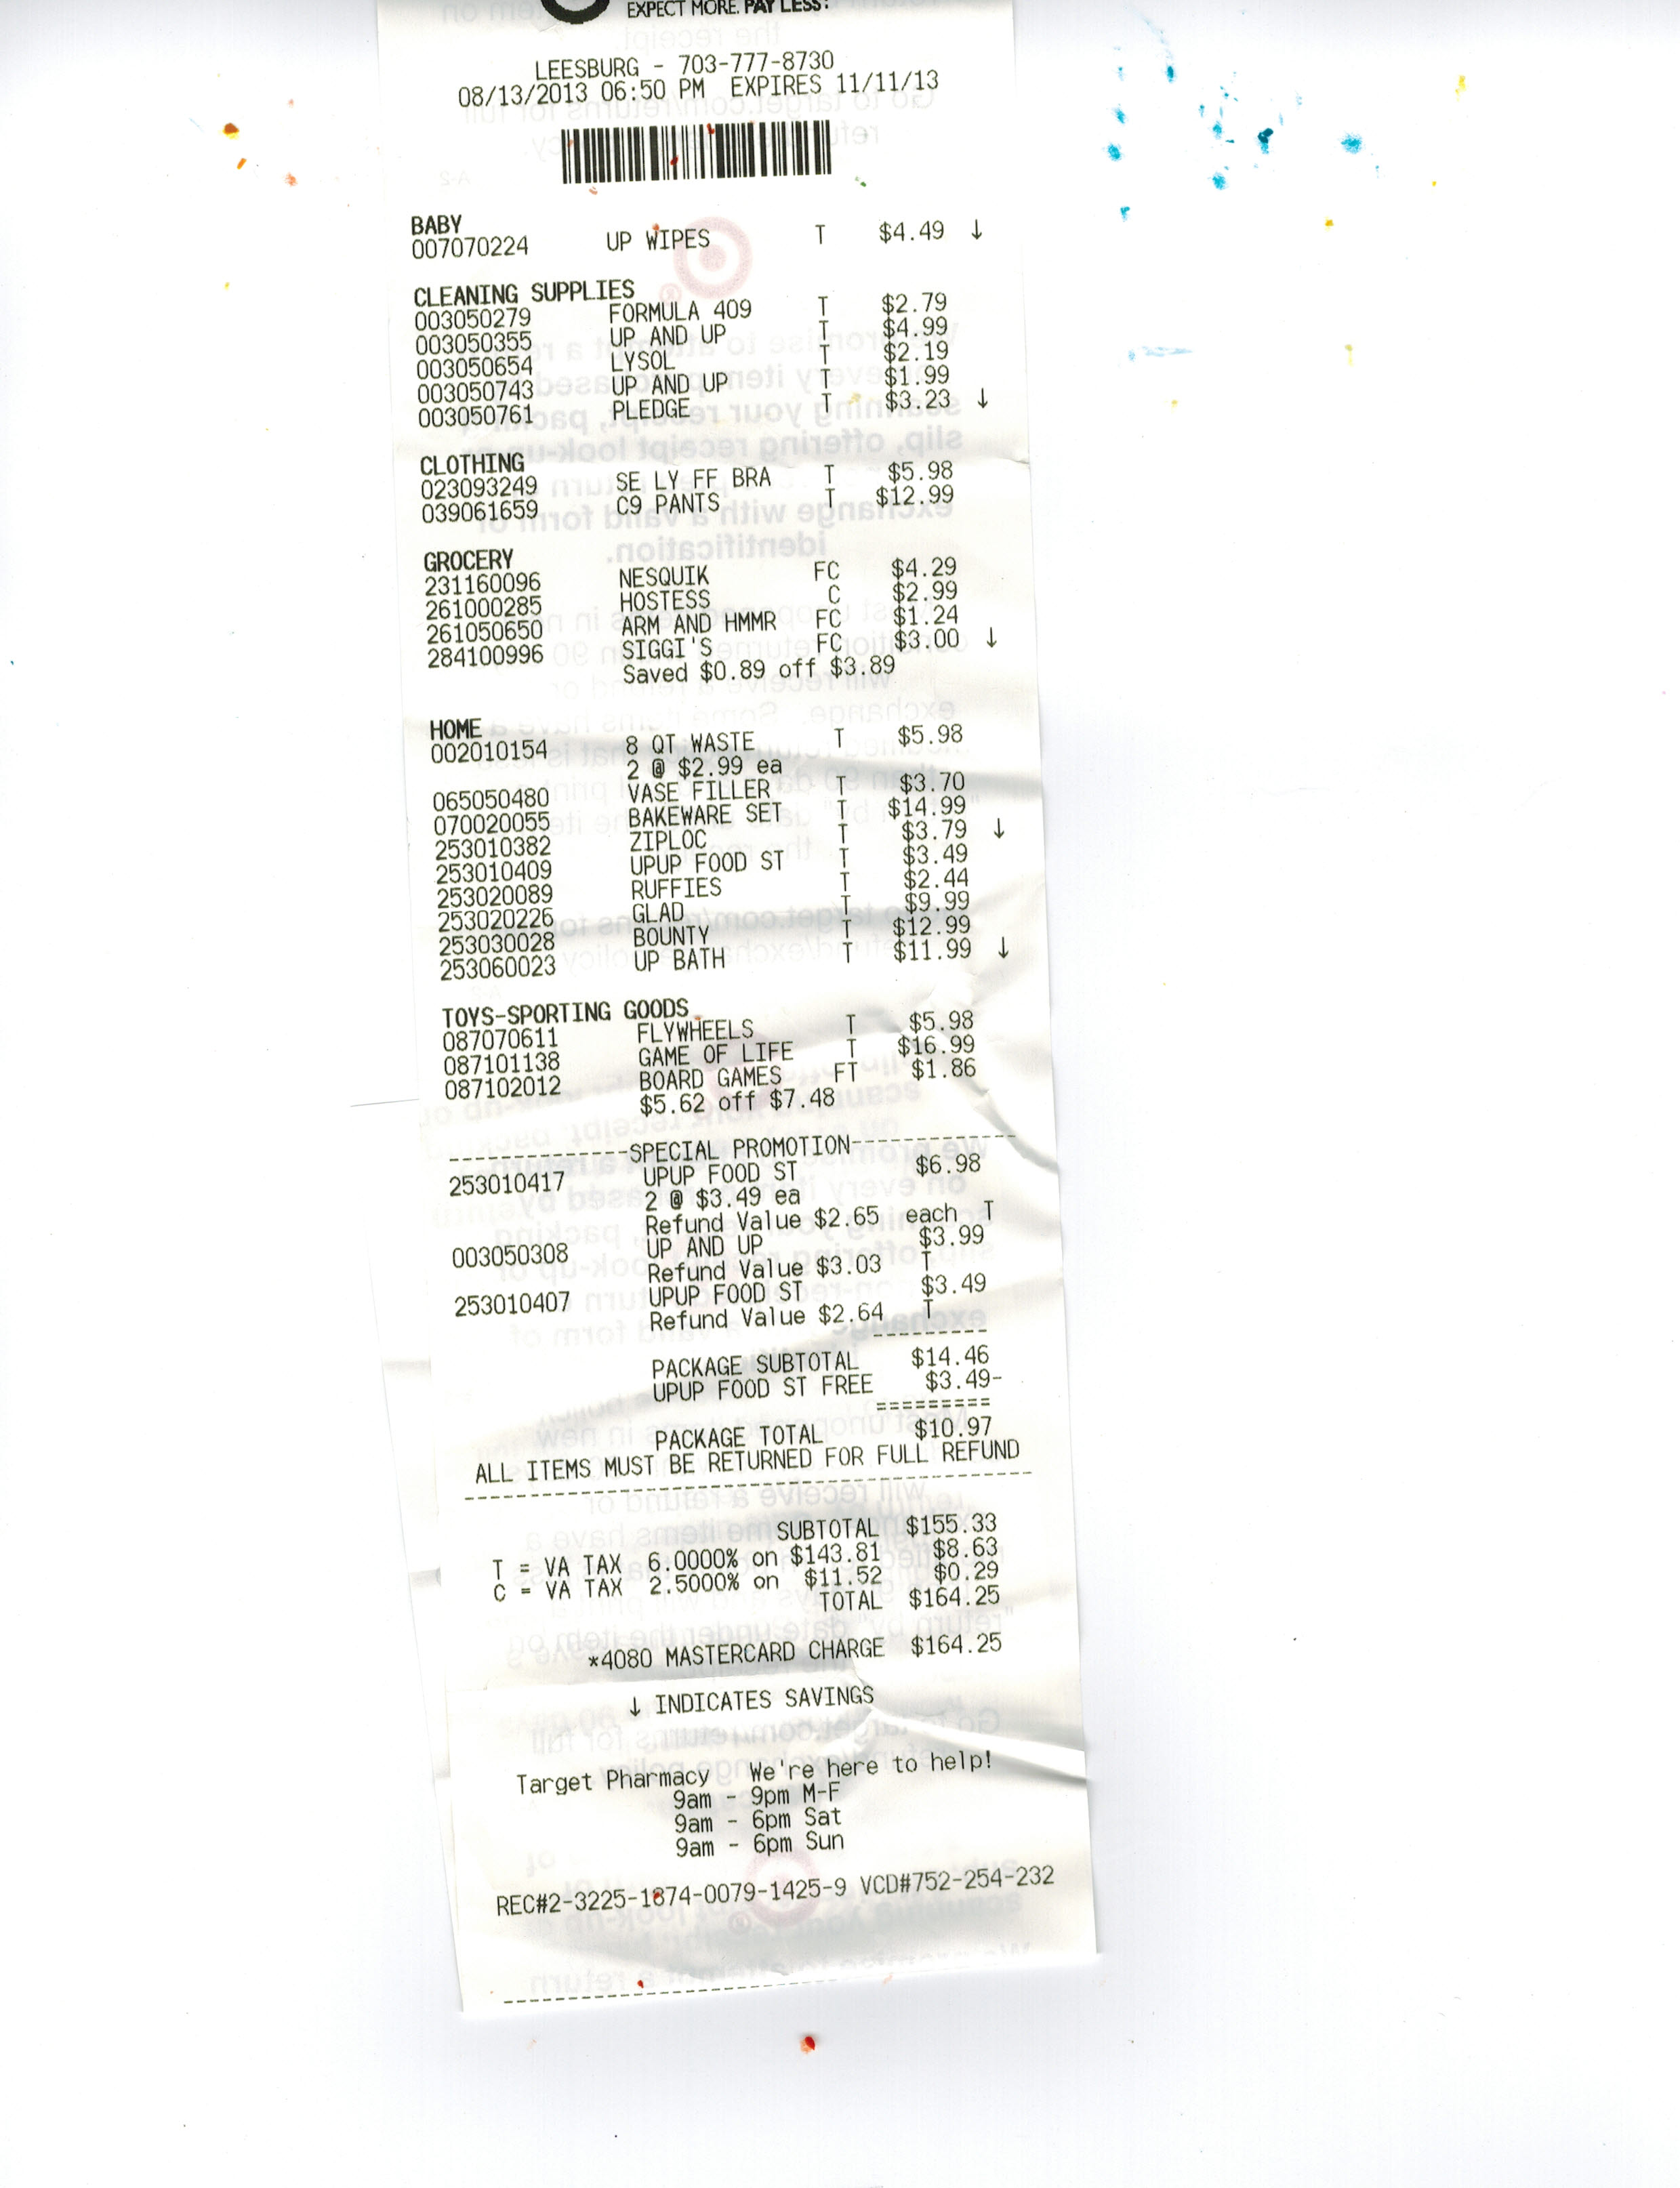 EXPECT MORE. PAY LESS.
LEESBURG - 703-777-8730
08/13/2013 06:50 PM EXPIRES 11/11/13
BABY
007070224 UP WIPES T $4.49 ↓
CLEANING SUPPLIES
003050279 FORMULA 409 T $2.79
003050355 UP AND UP T $4.99
003050654 LYSOL T $2.19
003050743 UP AND UP T $1.99
003050761 PLEDGE T $3.23 ↓
CLOTHING
023093249 SE LY FF BRA T $5.98
039061659 C9 PANTS T $12.99
GROCERY
231160096 NESQUIK FC $4.29
261000285 HOSTESS C $2.99
261050650 ARM AND HMMR FC $1.24
284100996 SIGGI'S FC $3.00 ↓
Saved $0.89 off $3.89
HOME
002010154 8 QT WASTE T $5.98
2 @ $2.99 ea
065050480 VASE FILLER T $3.70
070020055 BAKEWARE SET T $14.99
253010382 ZIPLOC T $3.79 ↓
253010409 UPUP FOOD ST T $3.49
253020089 RUFFIES T $2.44
253020226 GLAD T $9.99
253030028 BOUNTY T $12.99
253060023 UP BATH T $11.99 ↓
TOYS-SPORTING GOODS
087070611 FLYWHEELS T $5.98
087101138 GAME OF LIFE T $16.99
087102012 BOARD GAMES FT $1.86
$5.62 off $7.48
-------------SPECIAL PROMOTION------------
253010417 UPUP FOOD ST $6.98
2 @ $3.49 ea
Refund Value $2.65 each T
003050308 UP AND UP $3.99
Refund Value $3.03 T
253010407 UPUP FOOD ST $3.49
Refund Value $2.64 T
PACKAGE SUBTOTAL $14.46
UPUP FOOD ST FREE $3.49-
=========
PACKAGE TOTAL $10.97
ALL ITEMS MUST BE RETURNED FOR FULL REFUND
SUBTOTAL $155.33
T = VA TAX 6.0000% on $143.81 $8.63
C = VA TAX 2.5000% on $11.52 $0.29
TOTAL $164.25
*4080 MASTERCARD CHARGE $164.25
↓ INDICATES SAVINGS
Target Pharmacy We're here to help!
9am - 9pm M-F
9am - 6pm Sat
9am - 6pm Sun
REC#2-3225-1874-0079-1425-9 VCD#752-254-232